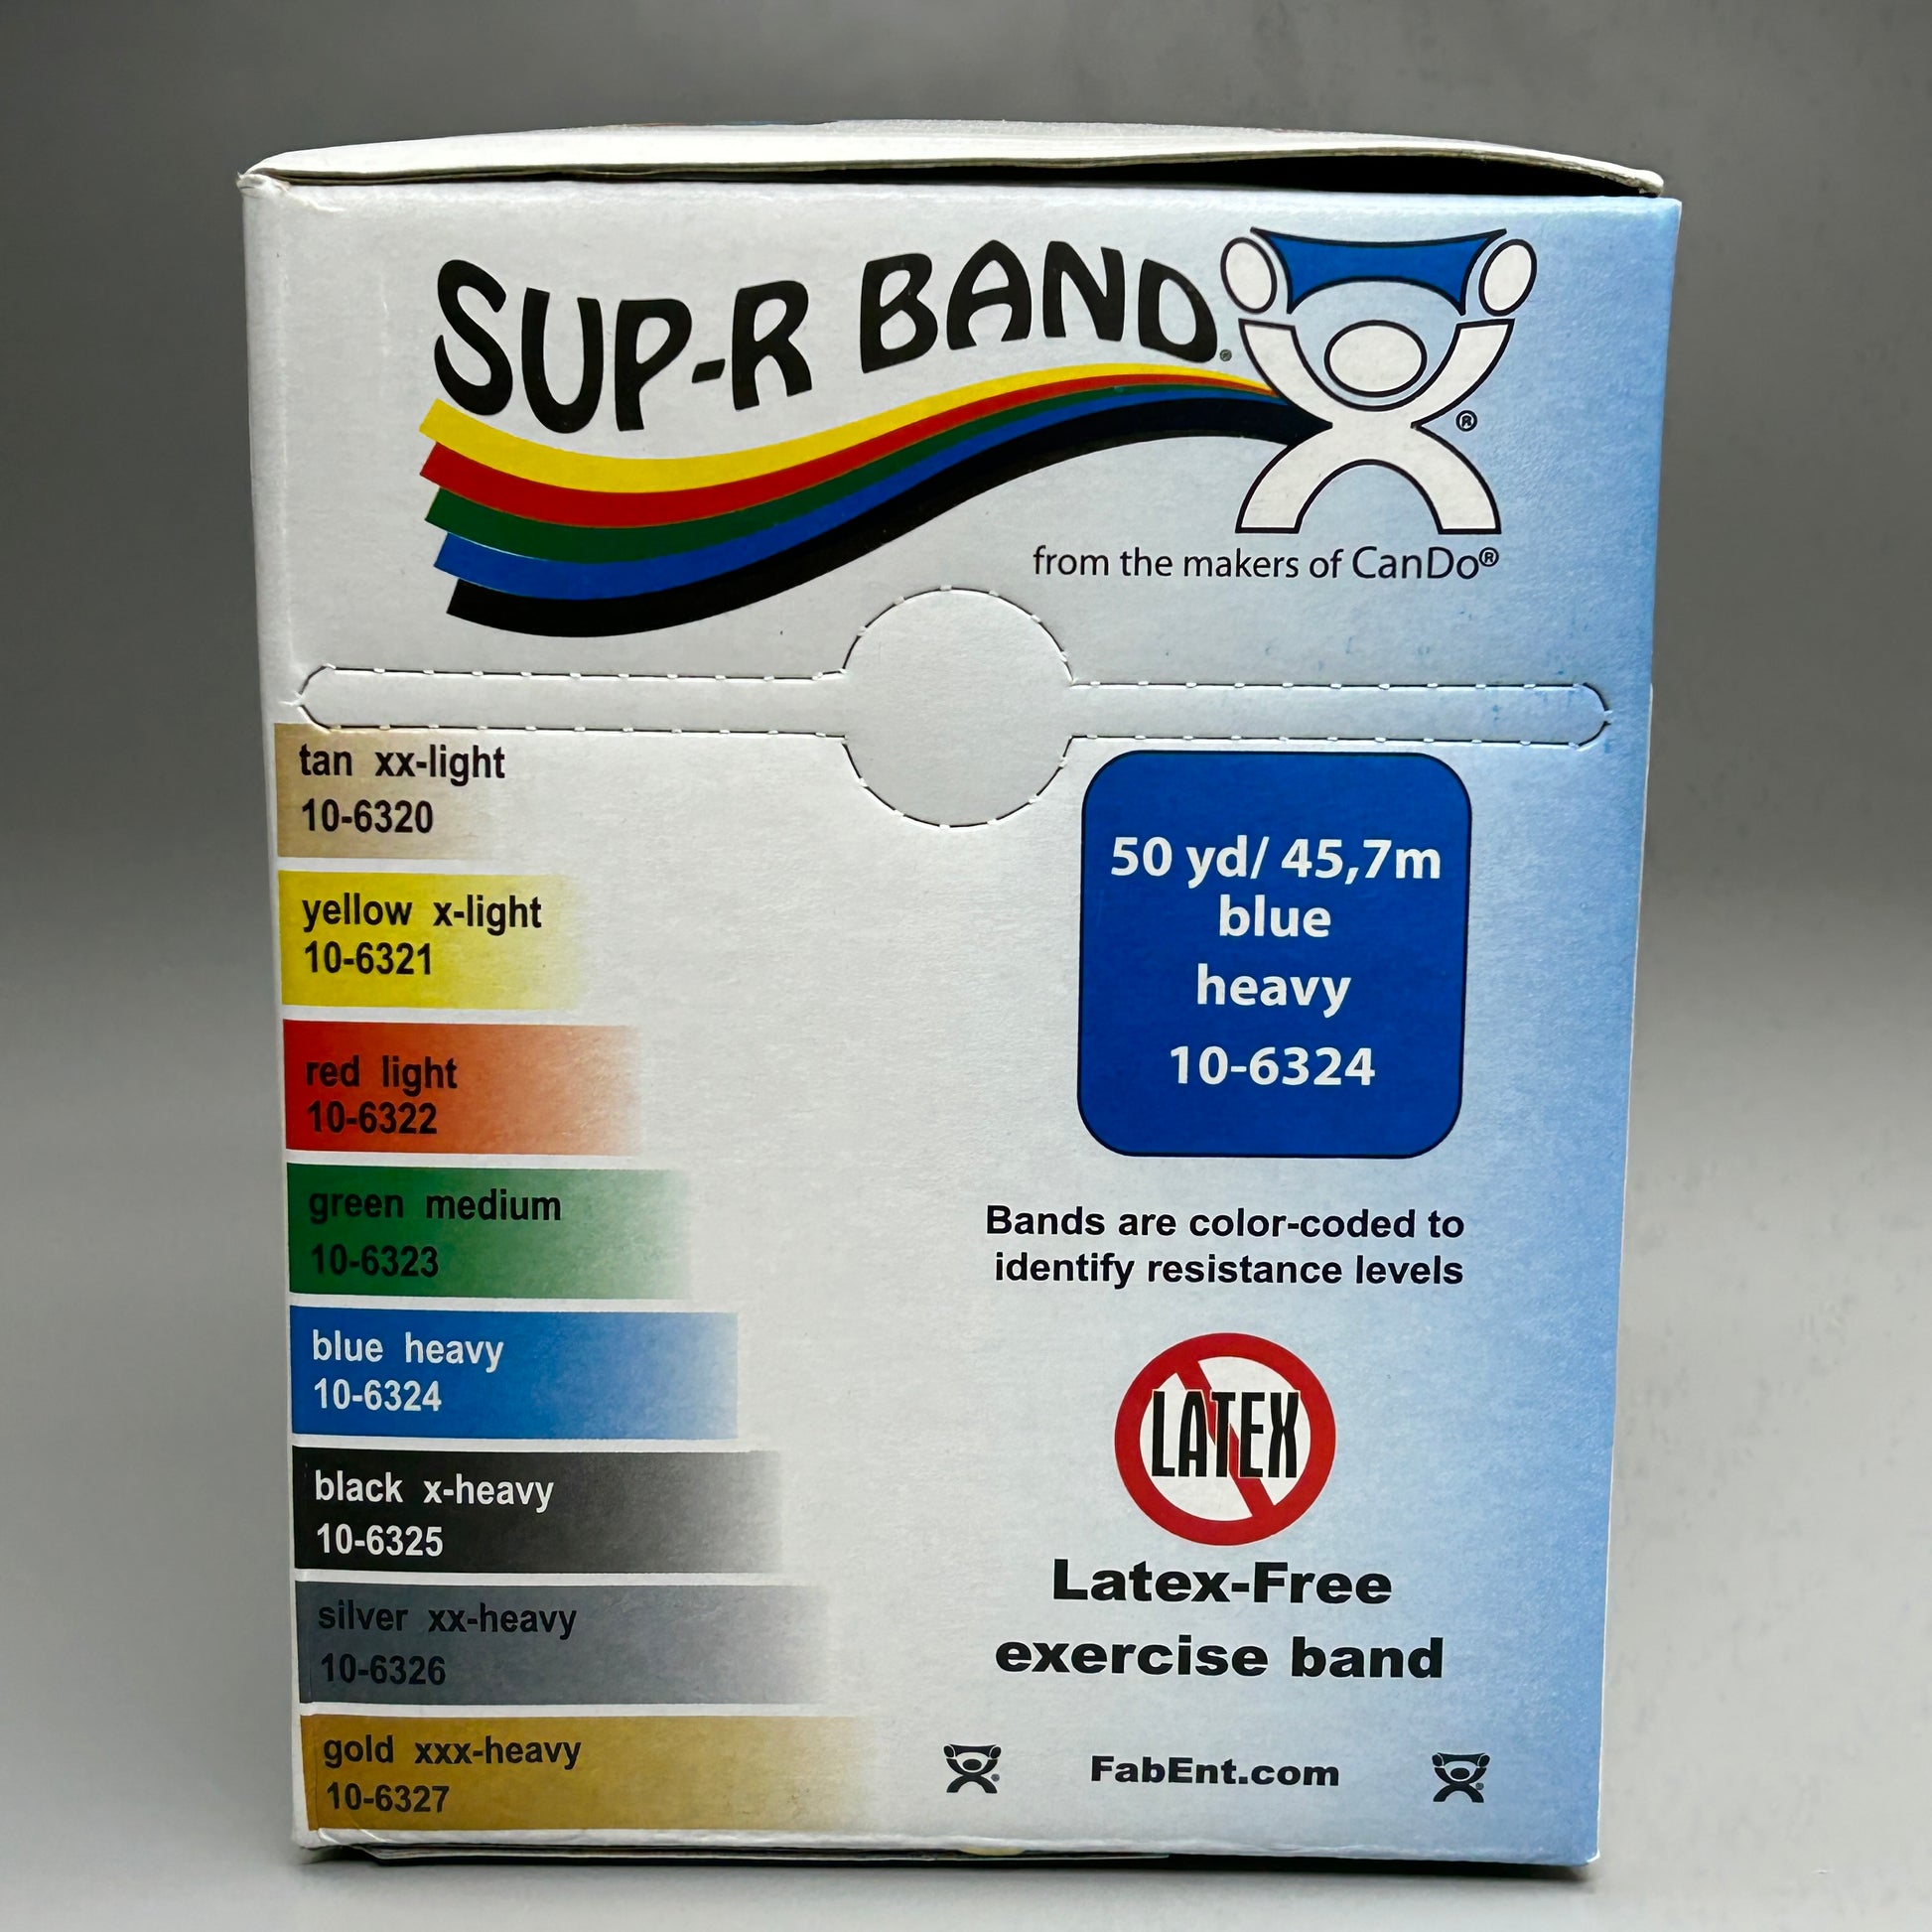 SUP-R BAND®
®
from the makers of CanDo®
tan xx-light
10-6320
yellow x-light
10-6321
red light
10-6322
green medium
10-6323
blue heavy
10-6324
black x-heavy
10-6325
silver xx-heavy
10-6326
gold xxx-heavy
10-6327
50 yd/ 45,7m
blue
heavy
10-6324
Bands are color-coded to
identify resistance levels
LATEX
Latex-Free
exercise band
FabEnt.com